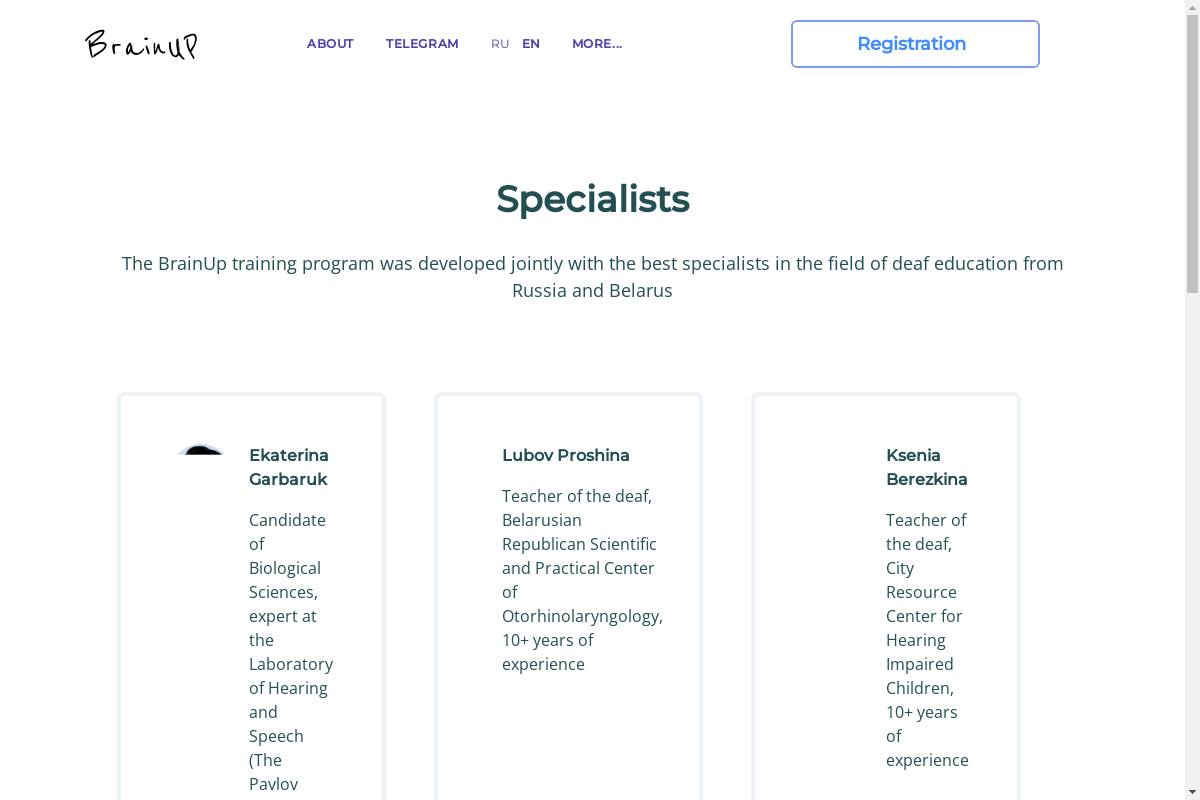 BrainUP
ABOUT
TELEGRAM
RU
EN
MORE...
Registration
Specialists
The BrainUp training program was developed jointly with the best specialists in the field of deaf education from
Russia and Belarus
Ekaterina
Garbaruk
Candidate
of
Biological
Sciences,
expert at
the
Laboratory
of Hearing
and
Speech
(The
Pavlov
Lubov Proshina
Teacher of the deaf,
Belarusian
Republican Scientific
and Practical Center
of
Otorhinolaryngology,
10+ years of
experience
Ksenia
Berezkina
Teacher of
the deaf,
City
Resource
Center for
Hearing
Impaired
Children,
10+ years
of
experience